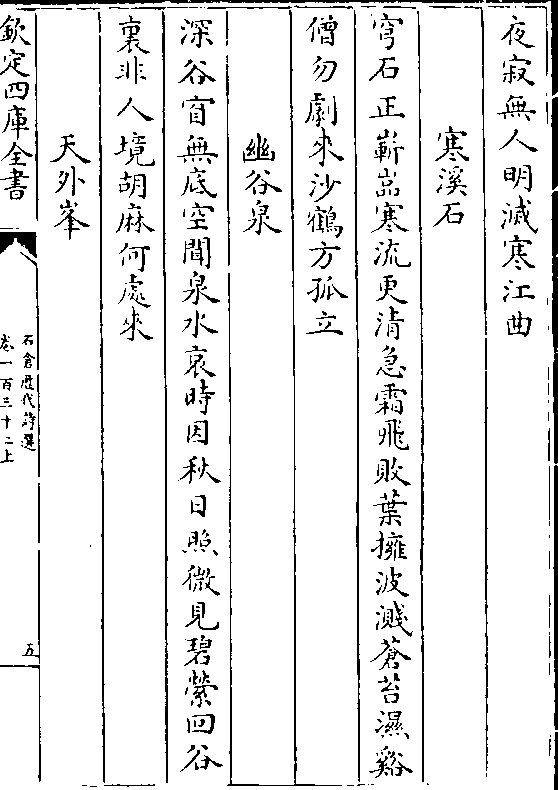 夜寂無人明滅寒江曲
寒溪石
穹石正嶄嵓寒流更清急霜飛敗葉擁波濺蒼苔濕谿
僧勿劇來沙鶴方孤立
幽谷泉
深谷窅無底空聞泉水哀時因秋日照微見碧縈回谷
裏非人境胡麻何處來
天外峯
欽定四庫全書
石倉歷代詩選
卷一百三十二上
五